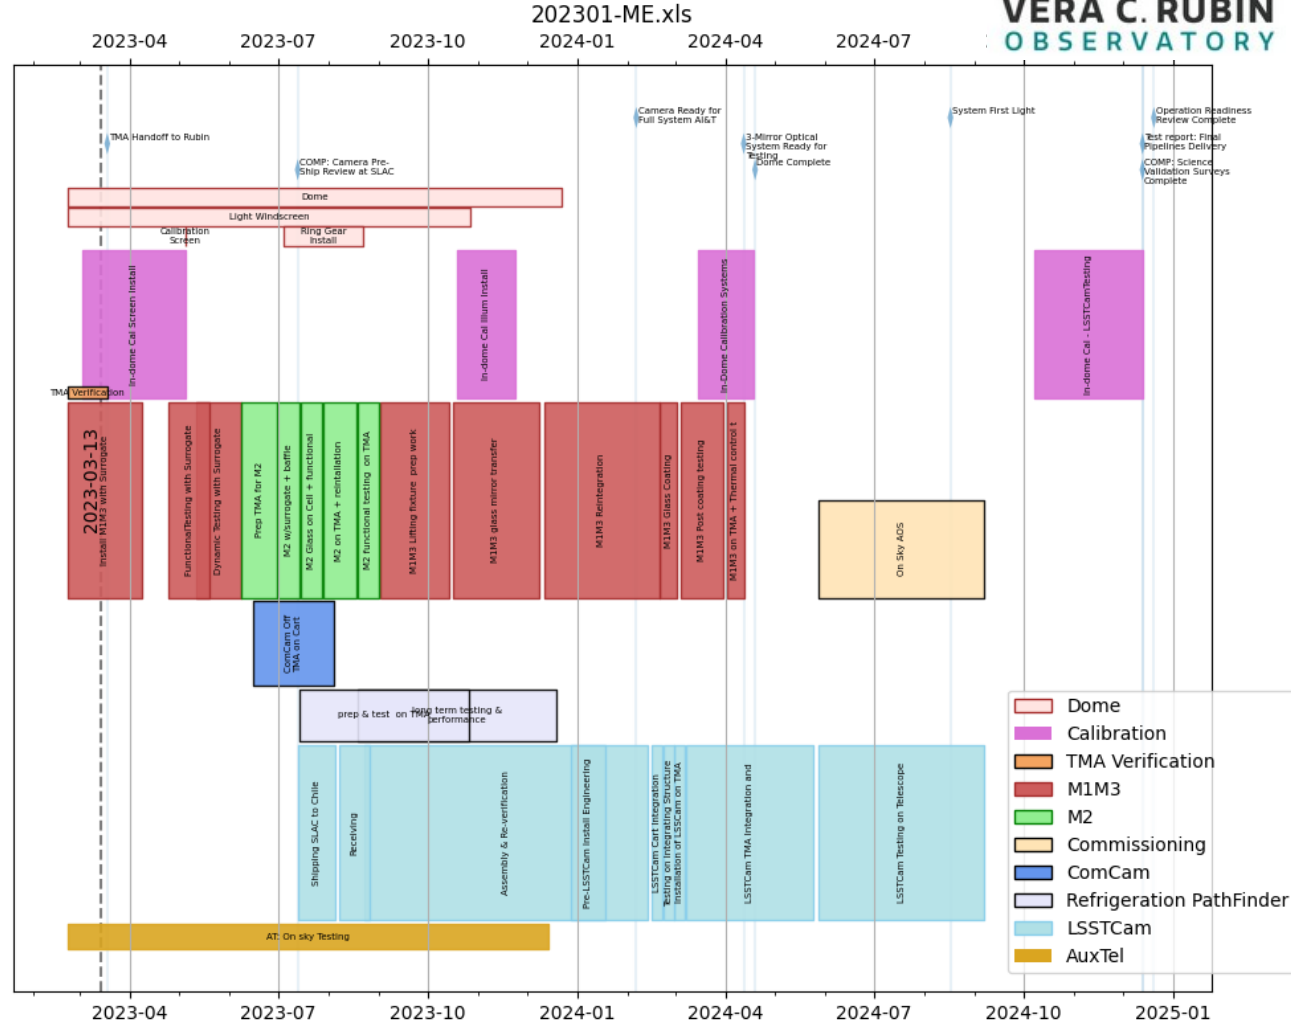 202301-ME.xls
VERA C. RUBIN
OBSERVATORY
2023-04
2023-07
2023-10
2024-01
2024-04
2024-07
Camera Ready for
Full System AI&T
System First Light
Operation Readiness
Review Complete
TMA Handoff to Rubin
3-Mirror Optical
System Ready for
Testing
Test report: Final
Pipelines Delivery
COMP: Camera Pre-
Ship Review at SLAC
Dome Complete
COMP: Science
Validation Surveys
Complete
Dome
Light Windscreen
Calibration
Screen
Ring Gear
Install
In-dome Cal Screen Install
In-dome Cal Illum Install
In-Dome Calibration Systems
In-dome Cal - LSSTCamTesting
TMA Verification
2023-03-13
Install M1M3 with Surrogate
FunctionalTesting with Surrogate
Dynamic Testing with Surrogate
Prep TMA for M2
M2 w/surrogate + baffle
M2 Glass on Cell + functional
M2 on TMA + reintallation
M2 functional testing  on TMA
M1M3 Lifting fixture  prep work
M1M3 glass mirror transfer
M1M3 Reintegration
M1M3 Glass Coating
M1M3 Post coating testing
M1M3 on TMA + Thermal control t
On Sky AOS
ComCam Off
TMA on Cart
prep & test  on TMA
long term testing &
performance
Shipping SLAC to Chile
Receiving
Assembly & Re-verification
Pre-LSSTCam Install Engineering
LSSTCam Cart Integration
Testing on Integrating Structure
Installation of LSSCam on TMA
LSSTCam TMA Integration and
LSSTCam Testing on Telescope
AT: On sky Testing
Dome
Calibration
TMA Verification
M1M3
M2
Commissioning
ComCam
Refrigeration PathFinder
LSSTCam
AuxTel
2023-04
2023-07
2023-10
2024-01
2024-04
2024-07
2024-10
2025-01